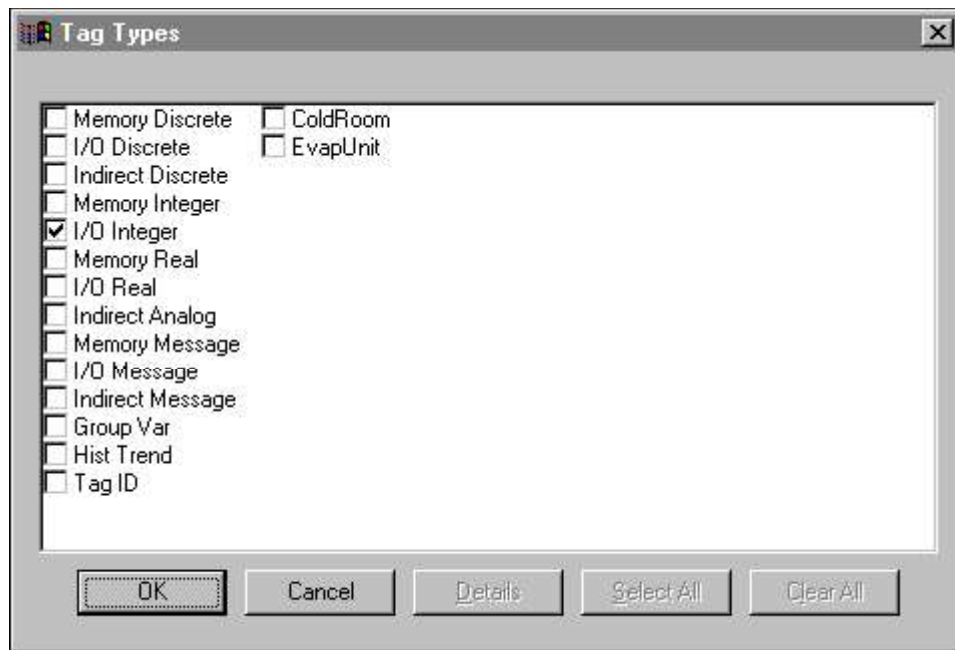 Tag Types
Memory Discrete
I/O Discrete
Indirect Discrete
Memory Integer
I/O Integer
Memory Real
I/O Real
Indirect Analog
Memory Message
I/O Message
Indirect Message
Group Var
Hist Trend
Tag ID
ColdRoom
EvapUnit
OK Cancel Details Select All Clear All